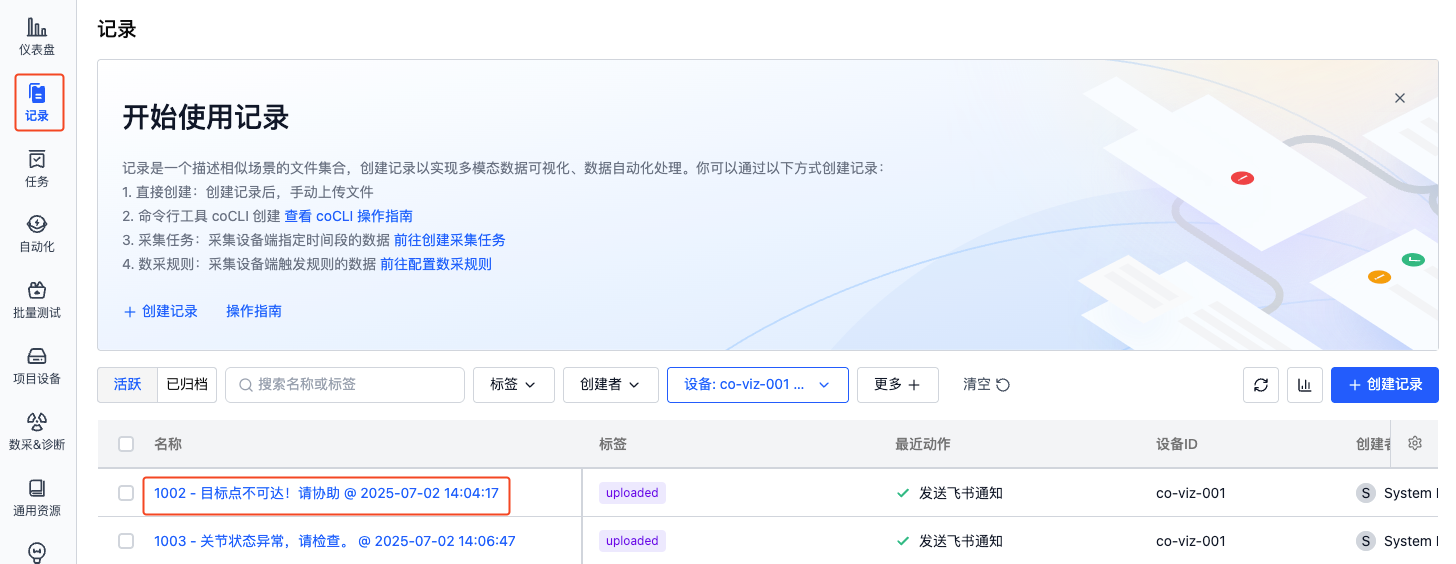 仪表盘
记录
任务
自动化
批量测试
项目设备
数采&诊断
通用资源
记录
开始使用记录
记录是一个描述相似场景的文件集合，创建记录以实现多模态数据可视化、数据自动化处理。你可以通过以下方式创建记录：
1. 直接创建：创建记录后，手动上传文件
2. 命令行工具 coCLI 创建 查看 coCLI 操作指南
3. 采集任务：采集设备端指定时间段的数据 前往创建采集任务
4. 数采规则：采集设备端触发规则的数据 前往配置数采规则
+ 创建记录 操作指南
活跃 已归档 搜索名称或标签 标签 创建者 设备: co-viz-001 ... 更多 + 清空 + 创建记录
名称 标签 最近动作 设备ID 创建者
1002 - 目标点不可达！请协助 @ 2025-07-02 14:04:17 uploaded 发送飞书通知 co-viz-001 S System
1003 - 关节状态异常，请检查。 @ 2025-07-02 14:06:47 uploaded 发送飞书通知 co-viz-001 S System